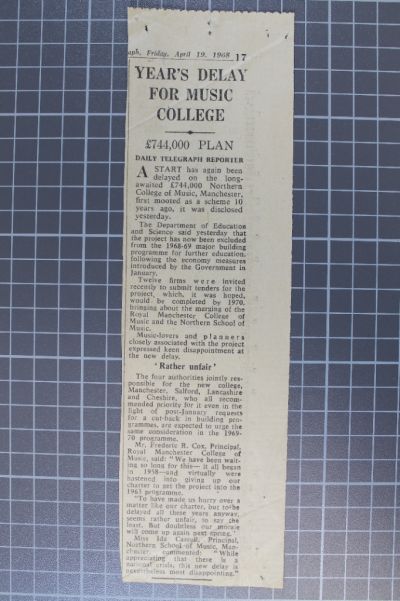 aph, Friday, April 19, 1968 17
YEAR'S DELAY
FOR MUSIC
COLLEGE
£744,000 PLAN
DAILY TELEGRAPH REPORTER
A START has again been
delayed on the long-
awaited £744,000 Northern
College of Music, Manchester,
first mooted as a scheme 10
years ago, it was disclosed
yesterday.
The Department of Education
and Science said yesterday that
the project has now been excluded
from the 1968-69 major building
programme for further education,
following the economy measures
introduced by the Government in
January.
Twelve firms were invited
recently to submit tenders for the
project, which, it was hoped,
would be completed by 1970,
bringing about the merging of the
Royal Manchester College of
Music and the Northern School of
Music.
Music-lovers and planners
closely associated with the project
expressed keen disappointment at
the new delay.
'Rather unfair'
The four authorities jointly res-
ponsible for the new college,
Manchester, Salford, Lancashire
and Cheshire, who all recom-
mended priority for it even in the
light of post-January requests
for a cut-back in building pro-
grammes, are expected to urge the
same consideration in the 1969-
70 programme.
Mr. Frederic R. Cox, Principal,
Royal Manchester College of
Music, said: "We have been wait-
ing so long for this—it all began
in 1958—and virtually were
hastened into giving up our
charter to get the project into the
1963 programme.
"To have made us hurry over a
matter like our charter, but to be
delayed all these years anyway,
seems rather unfair, to say the
least. But doubtless our morale
will come up again next spring."
Miss Ida Carroll, Principal,
Northern School of Music, Man-
chester, commented: "While
appreciating that there is a
national crisis, this new delay is
nevertheless most disappointing."